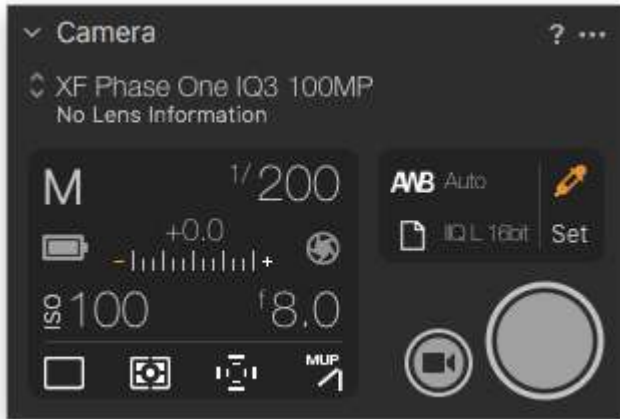 Camera ? ...
XF Phase One IQ3 100MP
No Lens Information
M 1/200
AWB Auto
+0.0
- +
IIQ L 16bit Set
ISO 100 f8.0
MUP